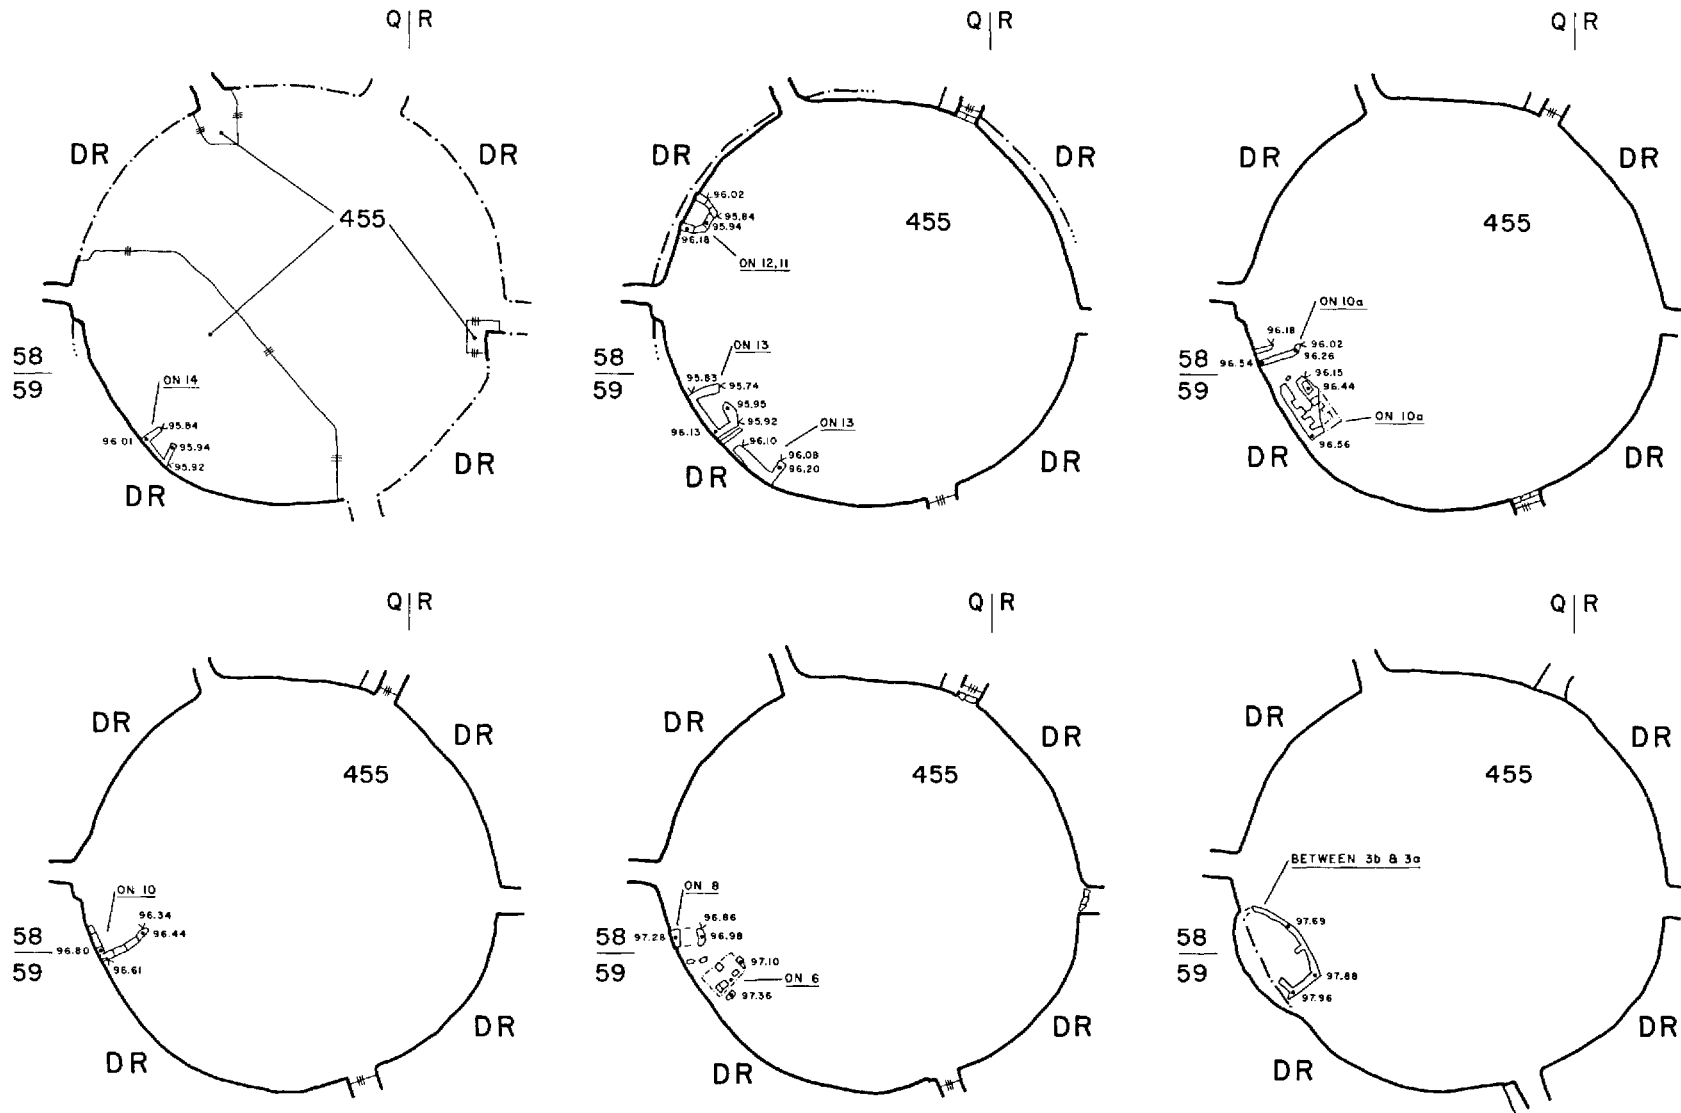 Q|R
DR
DR
455
58
59
ON 14
95.84
96.01
95.94
95.92
DR
DR
Q|R
DR
DR
96.02
95.84
95.94
96.18
455
ON 12,11
58
59
ON 13
95.83
95.74
95.95
95.92
96.13
ON 13
96.10
96.08
96.20
DR
DR
Q|R
DR
DR
455
ON 10a
96.18
96.02
96.26
58
59
96.54
96.15
96.44
ON 10a
96.56
DR
DR
Q|R
DR
DR
455
ON 10
96.34
96.44
58
59
96.80
96.61
DR
DR
Q|R
DR
DR
455
ON 8
96.86
58
59
97.28
96.98
97.10
ON 6
97.36
DR
DR
Q|R
DR
DR
455
BETWEEN 3b & 3a
97.69
58
59
97.88
97.96
DR
DR